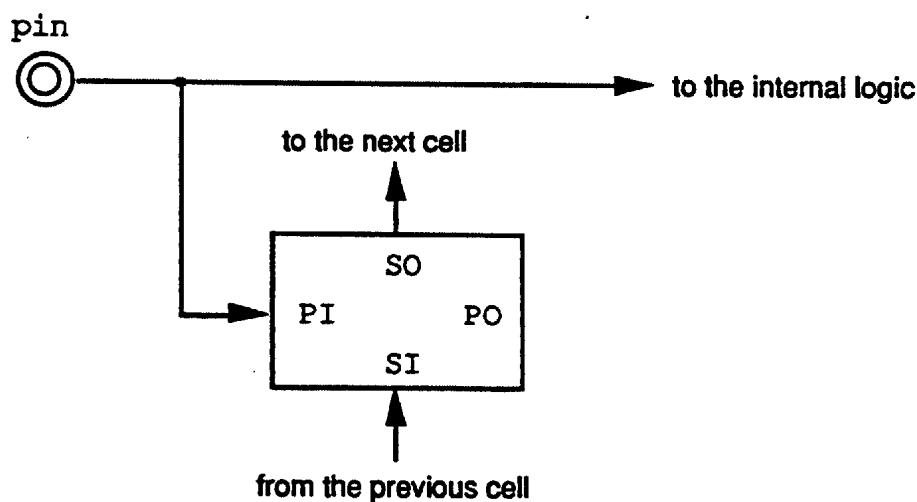 pin
to the internal logic
to the next cell
SO
PI PO
SI
from the previous cell